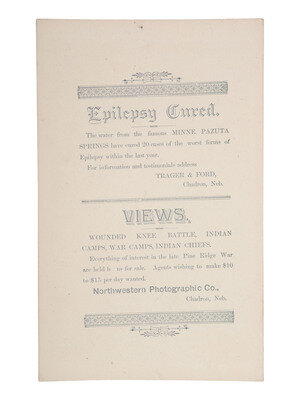 Epilepsy Cured.
The water from the famous MINNE PAZUTA
SPRINGS have cured 20 cases of the worst forms of
Epilepsy within the last year.
For information and testimonials address
TRAGER & FORD,
Chadron, Neb.
VIEWS.
WOUNDED KNEE BATTLE, INDIAN
CAMPS, WAR CAMPS, INDIAN CHIEFS.
Everything of interest in the late Pine Ridge War
are held to for sale. Agents wishing to make $10
to $15 per day wanted.
Northwestern Photographic Co.,
Chadron, Neb.